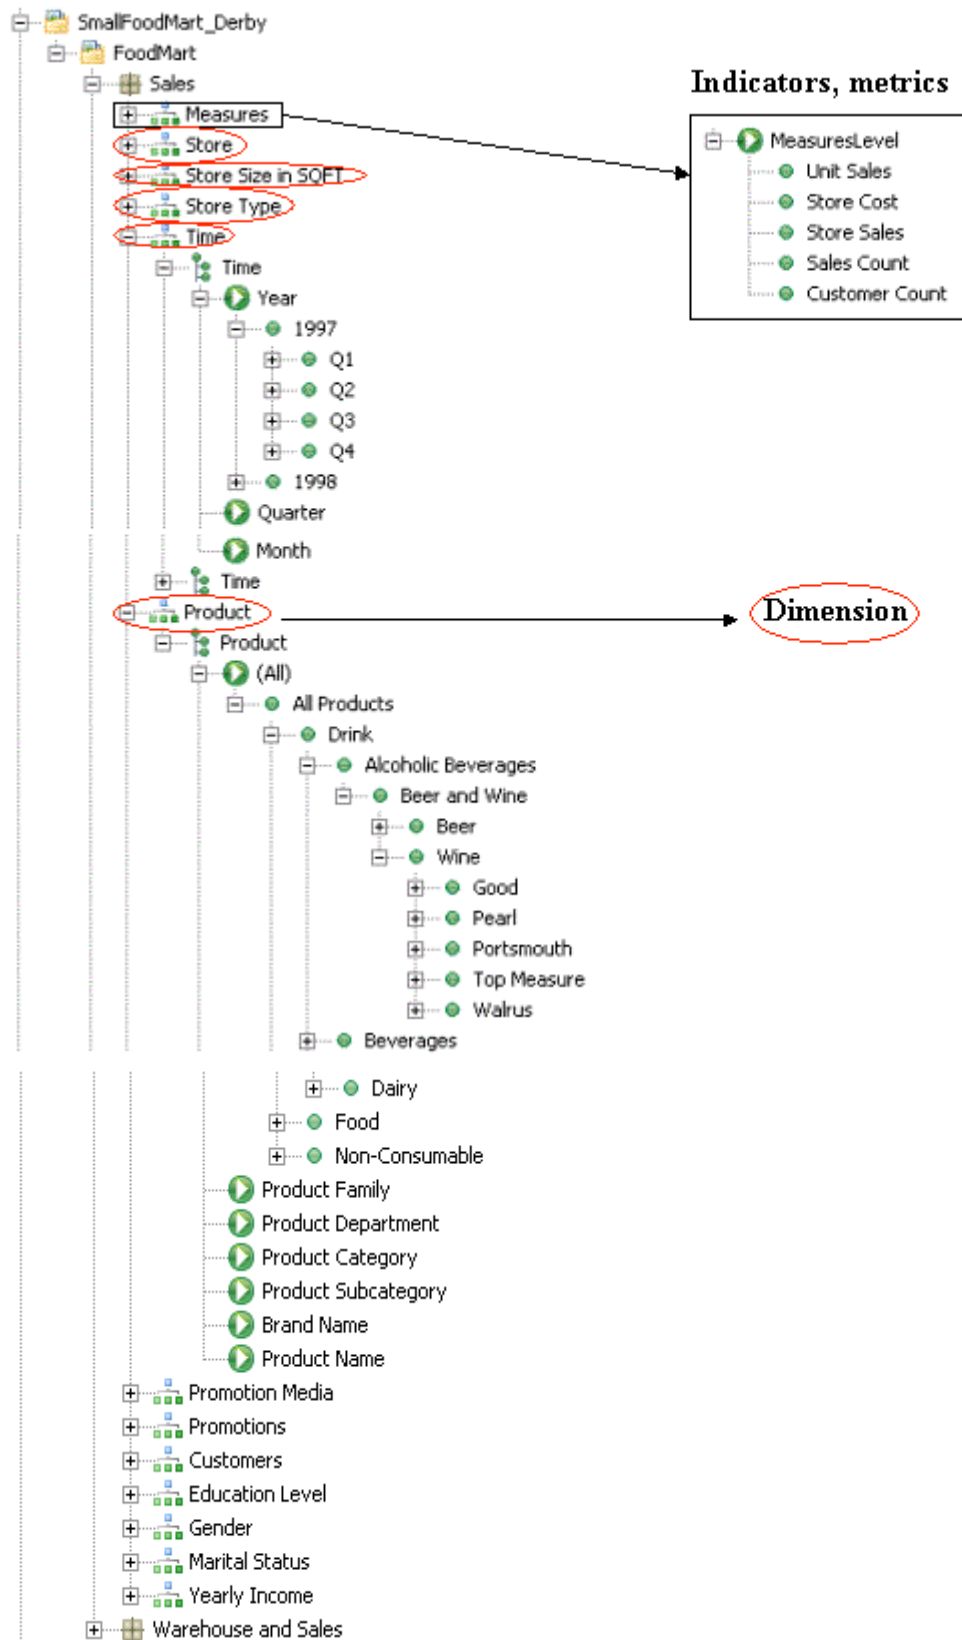 SmallFoodMart_Derby
FoodMart
Sales
Indicators, metrics
Measures
Store
Store Size in SQFT
Store Type
Time
MeasuresLevel
Unit Sales
Store Cost
Store Sales
Sales Count
Customer Count
Time
Year
1997
Q1
Q2
Q3
Q4
1998
Quarter
Month
Time
Product
Dimension
Product
(All)
All Products
Drink
Alcoholic Beverages
Beer and Wine
Beer
Wine
Good
Pearl
Portsmouth
Top Measure
Walrus
Beverages
Dairy
Food
Non-Consumable
Product Family
Product Department
Product Category
Product Subcategory
Brand Name
Product Name
Promotion Media
Promotions
Customers
Education Level
Gender
Marital Status
Yearly Income
Warehouse and Sales